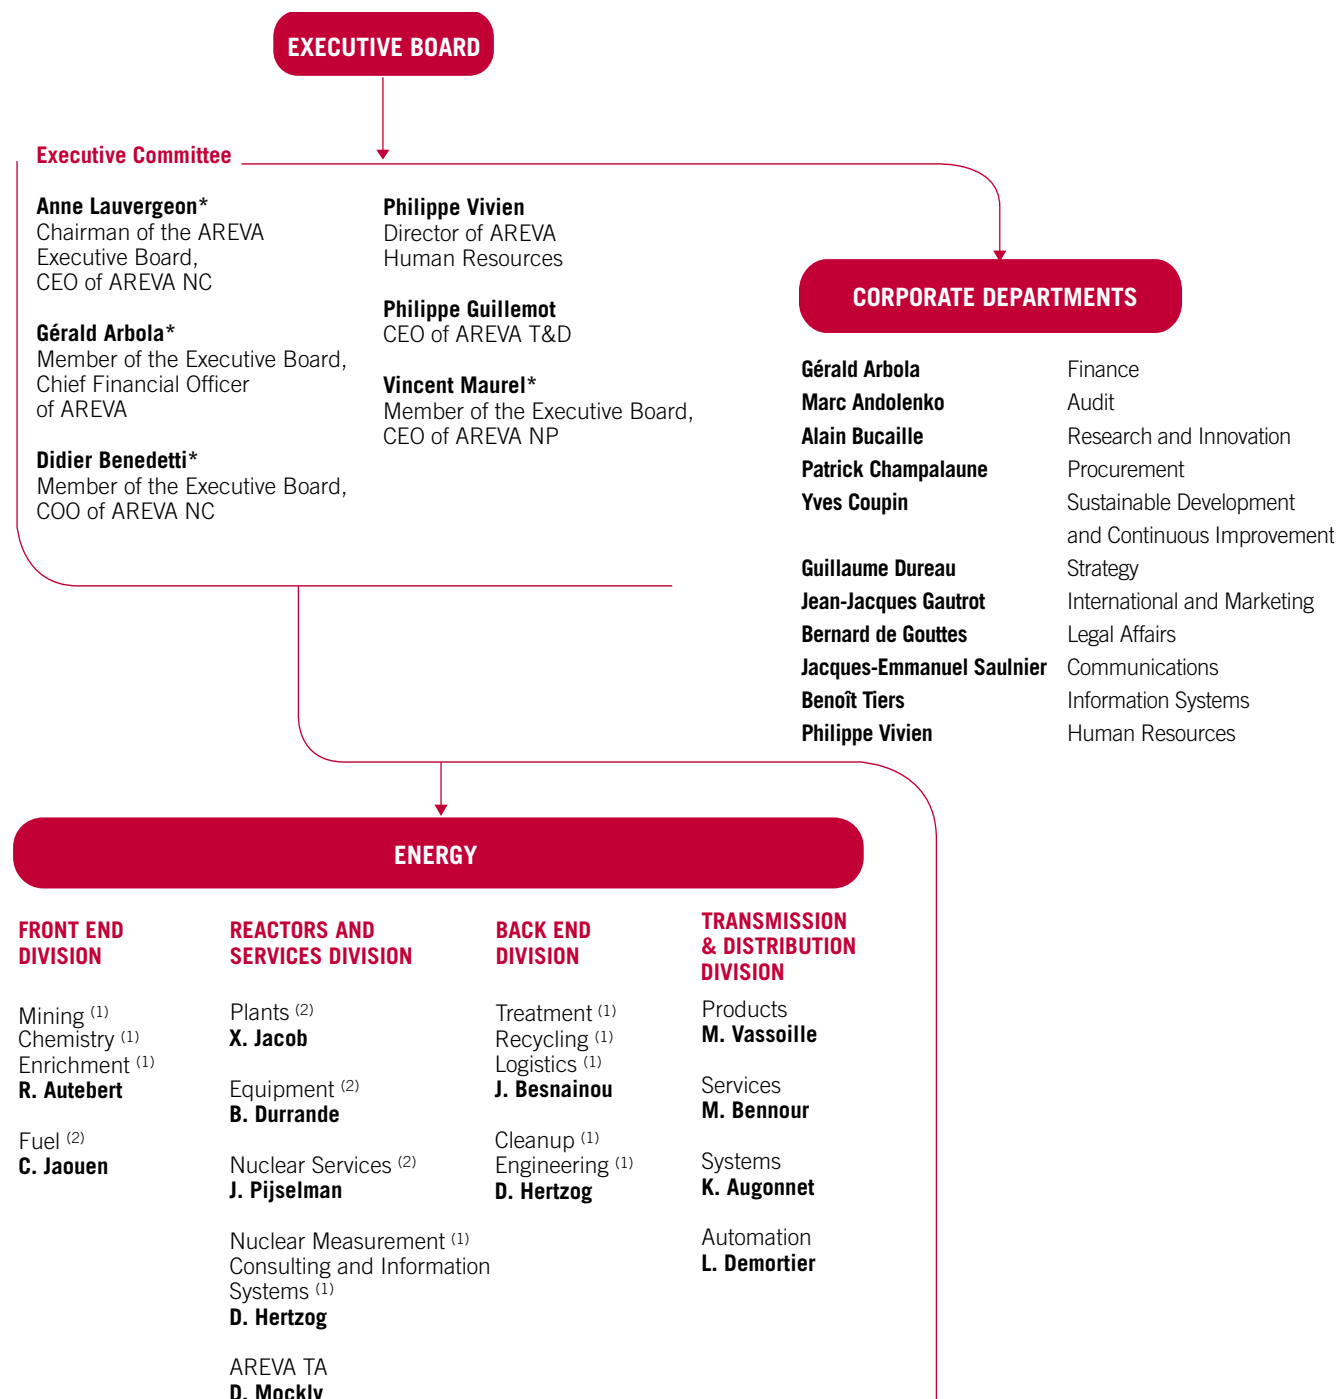 EXECUTIVE BOARD
Executive Committee
Anne Lauvergeon*
Chairman of the AREVA
Executive Board,
CEO of AREVA NC
Gérald Arbola*
Member of the Executive Board,
Chief Financial Officer
of AREVA
Didier Benedetti*
Member of the Executive Board,
COO of AREVA NC
Philippe Vivien
Director of AREVA
Human Resources
Philippe Guillemot
CEO of AREVA T&D
Vincent Maurel*
Member of the Executive Board,
CEO of AREVA NP
CORPORATE DEPARTMENTS
Gérald Arbola Finance
Marc Andolenko Audit
Alain Bucaille Research and Innovation
Patrick Champalaune Procurement
Yves Coupin Sustainable Development
and Continuous Improvement
Guillaume Dureau Strategy
Jean-Jacques Gautrot International and Marketing
Bernard de Gouttes Legal Affairs
Jacques-Emmanuel Saulnier Communications
Benoît Tiers Information Systems
Philippe Vivien Human Resources
ENERGY
FRONT END
DIVISION
Mining (1)
Chemistry (1)
Enrichment (1)
R. Autebert
Fuel (2)
C. Jaouen
REACTORS AND
SERVICES DIVISION
Plants (2)
X. Jacob
Equipment (2)
B. Durrande
Nuclear Services (2)
J. Pijselman
Nuclear Measurement (1)
Consulting and Information
Systems (1)
D. Hertzog
AREVA TA
D. Mockly
BACK END
DIVISION
Treatment (1)
Recycling (1)
Logistics (1)
J. Besnainou
Cleanup (1)
Engineering (1)
D. Hertzog
TRANSMISSION
& DISTRIBUTION
DIVISION
Products
M. Vassoille
Services
M. Bennour
Systems
K. Augonnet
Automation
L. Demortier